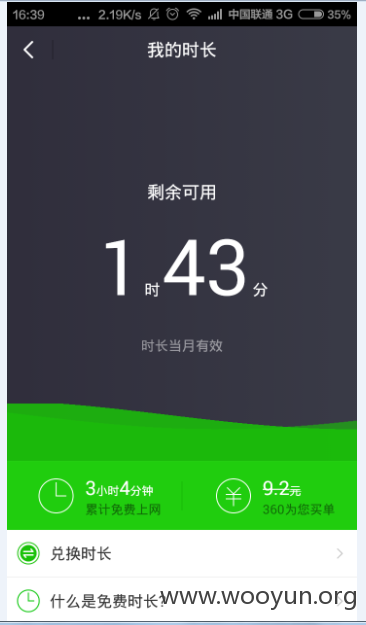 16:39 ... 2.19K/s 中国联通 3G 35%
我的时长
剩余可用
1时43分
时长当月有效
3小时4分钟
累计免费上网
9.2元
360为您买单
兑换时长
什么是免费时长?
www.wooyun.org